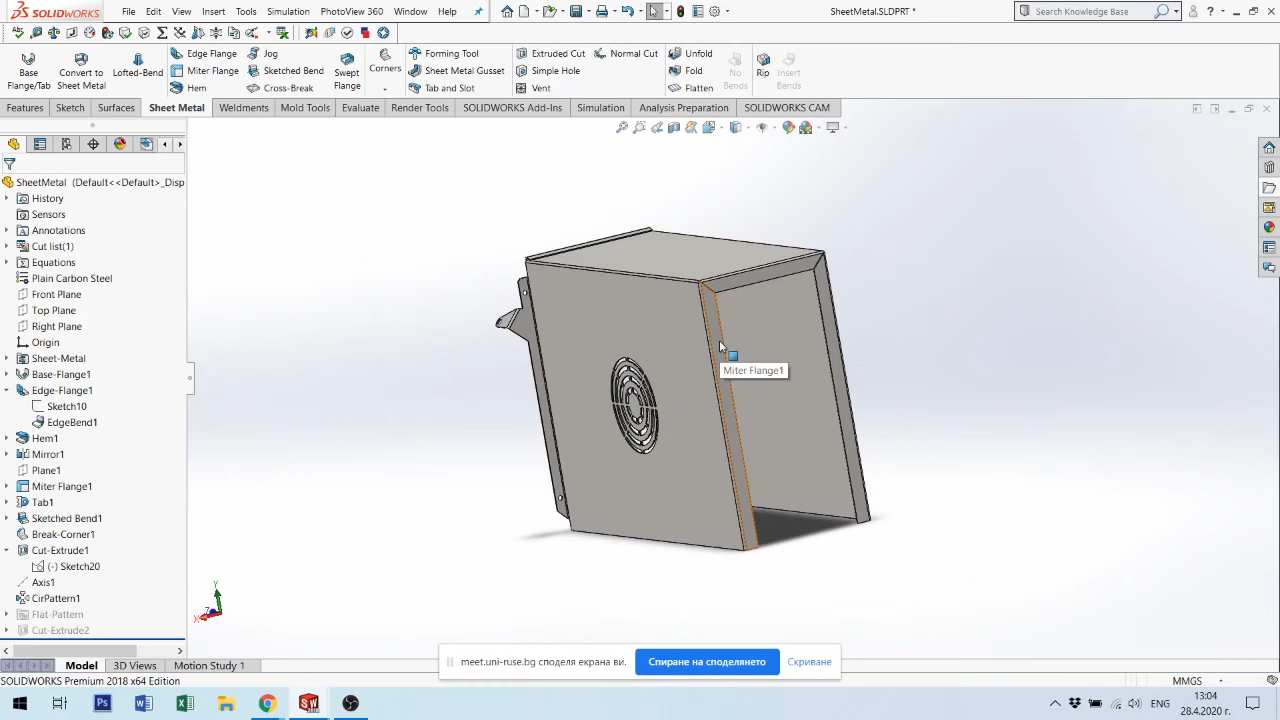 SOLIDWORKS File Edit View Insert Tools Simulation PhotoView 360 Window Help SheetMetal.SLDPRT * Search Knowledge Base
Base Flange/Tab
Convert to Sheet Metal
Lofted-Bend
Edge Flange
Miter Flange
Hem
Jog
Sketched Bend
Cross-Break
Swept Flange
Corners
Forming Tool
Sheet Metal Gusset
Tab and Slot
Extruded Cut
Simple Hole
Vent
Normal Cut
Unfold
Fold
Flatten
No Bends
Rip
Insert Bends
Features Sketch Surfaces Sheet Metal Weldments Mold Tools Evaluate Render Tools SOLIDWORKS Add-Ins Simulation Analysis Preparation SOLIDWORKS CAM
SheetMetal (Default<<Default>_Disp
History
Sensors
Annotations
Cut list(1)
Equations
Plain Carbon Steel
Front Plane
Top Plane
Right Plane
Origin
Sheet-Metal
Base-Flange1
Edge-Flange1
Sketch10
EdgeBend1
Hem1
Mirror1
Plane1
Miter Flange1
Tab1
Sketched Bend1
Break-Corner1
Cut-Extrude1
(-) Sketch20
Axis1
CirPattern1
Flat-Pattern
Cut-Extrude2
Miter Flange1
Y
X
Z
meet.uni-ruse.bg споделя екрана ви. Спиране на споделянето Скриване
Model 3D Views Motion Study 1
SOLIDWORKS Premium 2018 x64 Edition MMGS
ЕНГ 13:04
28.4.2020 г.